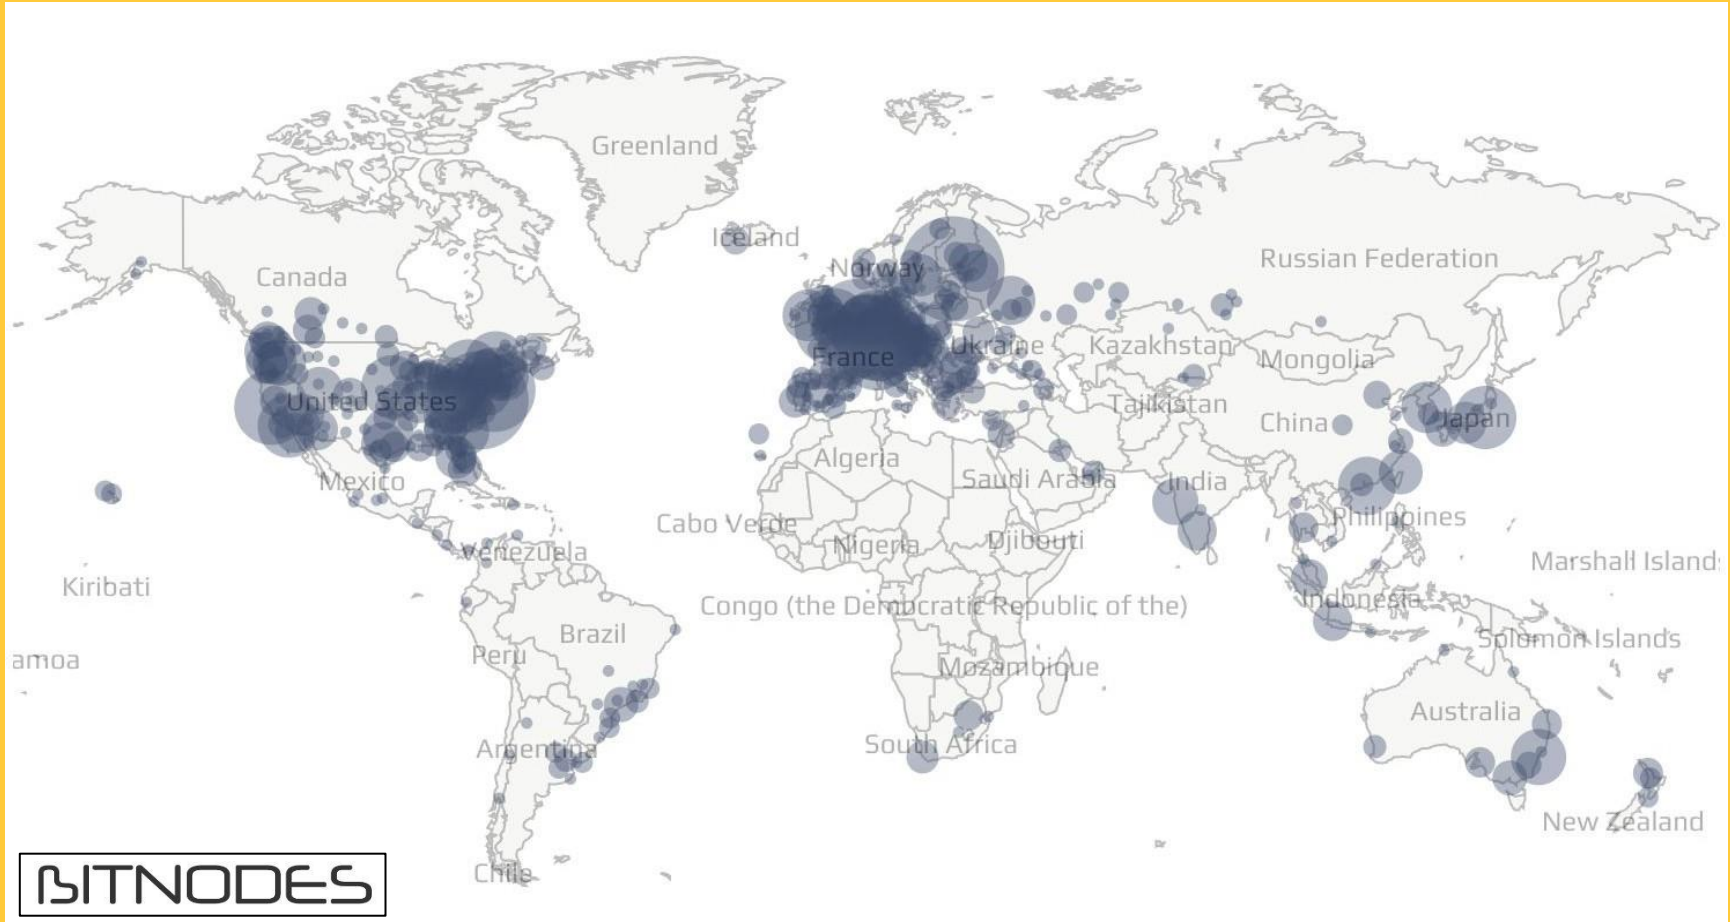 Greenland
Iceland
Norway
Russian Federation
Canada
France
Ukraine
Kazakhstan
Mongolia
United States
Tajikistan
China
Japan
Mexico
Algeria
Saudi Arabia
India
Cabo Verde
Philippines
Venezuela
Nigeria
Djibouti
Marshall Island
Kiribati
Congo (the Democratic Republic of the)
Indonesia
Brazil
Solomon Islands
amoa
Peru
Mozambique
Australia
Argentina
South Africa
New Zealand
Chile
BITNODES